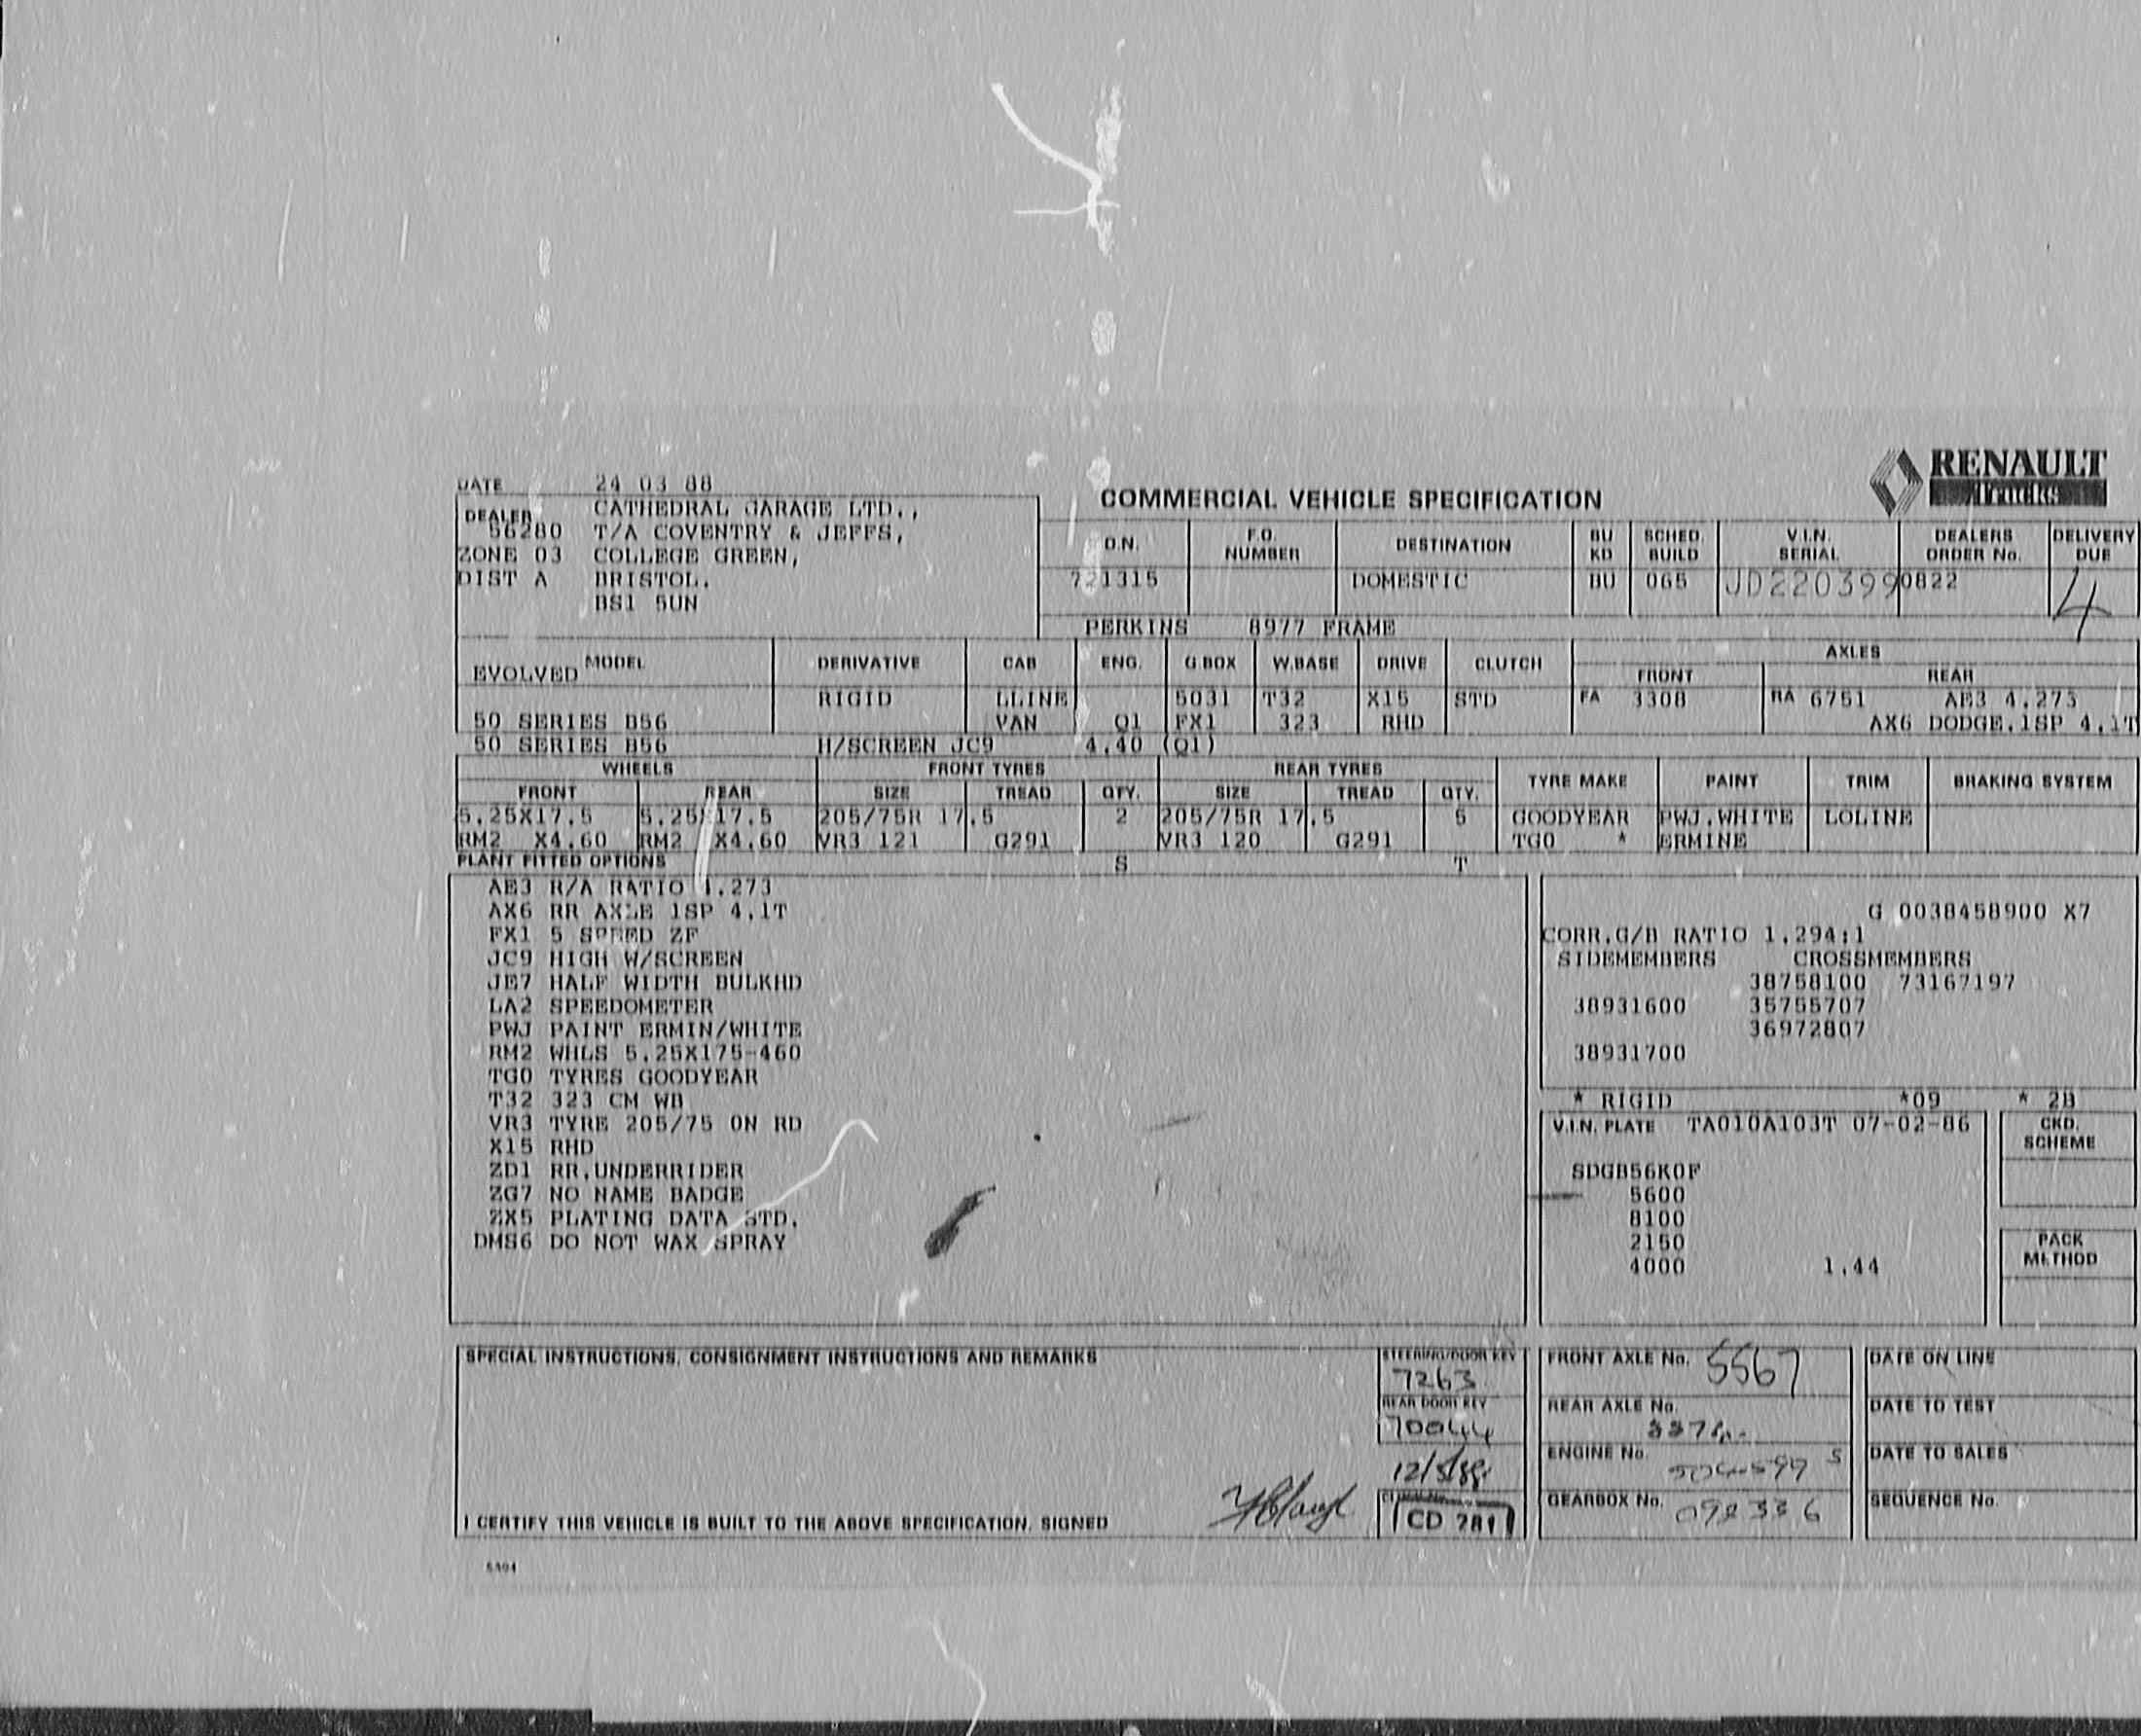 RENAULT
Trucks
DATE 24 03 88
COMMERCIAL VEHICLE SPECIFICATION
DEALER CATHEDRAL GARAGE LTD.,
56280 T/A COVENTRY & JEFFS,
ZONE 03 COLLEGE GREEN,
DIST A BRISTOL.
BS1 5UN
O.N. F.O. NUMBER DESTINATION BU KD SCHED. BUILD V.I.N. SERIAL DEALERS ORDER No. DELIVERY DUE
721315 DOMESTIC BU 065 JD220399 0822 4
PERKINS 8977 FRAME
EVOLVED MODEL DERIVATIVE CAB ENG. G.BOX W.BASE DRIVE CLUTCH AXLES
FRONT REAR
RIGID LLINE 5031 T32 X15 STD FA 3308 RA 6751 AE3 4.273
50 SERIES B56 VAN Q1 FX1 323 RHD AX6 DODGE.1SP 4.1T
50 SERIES B56 H/SCREEN JC9 4.40 (Q1)
WHEELS FRONT TYRES REAR TYRES TYRE MAKE PAINT TRIM BRAKING SYSTEM
FRONT REAR SIZE TREAD QTY. SIZE TREAD QTY.
5.25X17.5 5.25X17.5 205/75R 17.5 2 205/75R 17.5 5 GOODYEAR PWJ.WHITE LOLINE
RM2 X4.60 RM2 X4.60 VR3 121 G291 VR3 120 G291 TG0 * ERMINE
PLANT FITTED OPTIONS S T
AE3 R/A RATIO 4.273
AX6 RR AXLE 1SP 4.1T
FX1 5 SPEED ZF
JC9 HIGH W/SCREEN
JE7 HALF WIDTH BULKHD
LA2 SPEEDOMETER
PWJ PAINT ERMIN/WHITE
RM2 WHLS 5.25X175-460
TG0 TYRES GOODYEAR
T32 323 CM WB
VR3 TYRE 205/75 ON RD
X15 RHD
ZD1 RR.UNDERRIDER
ZG7 NO NAME BADGE
ZX5 PLATING DATA STD.
DMS6 DO NOT WAX SPRAY
G 0038458900 X7
CORR.G/B RATIO 1.294:1
SIDEMEMBERS CROSSMEMBERS
38758100 73167197
38931600 35755707
36972807
38931700
* RIGID *09 * 2B
V.I.N. PLATE TA010A103T 07-02-86
SDGB56K0F
5600
8100
2150
4000 1.44
CKD. SCHEME
PACK METHOD
SPECIAL INSTRUCTIONS, CONSIGNMENT INSTRUCTIONS AND REMARKS
I CERTIFY THIS VEHICLE IS BUILT TO THE ABOVE SPECIFICATION. SIGNED
STEERING/DOOR KEY
7263
REAR DOOR KEY
70044
12/5/88
CD 781
FRONT AXLE No. 5567
REAR AXLE No.
ENGINE No.
GEARBOX No. 092336
DATE ON LINE
DATE TO TEST
DATE TO SALES
SEQUENCE No.